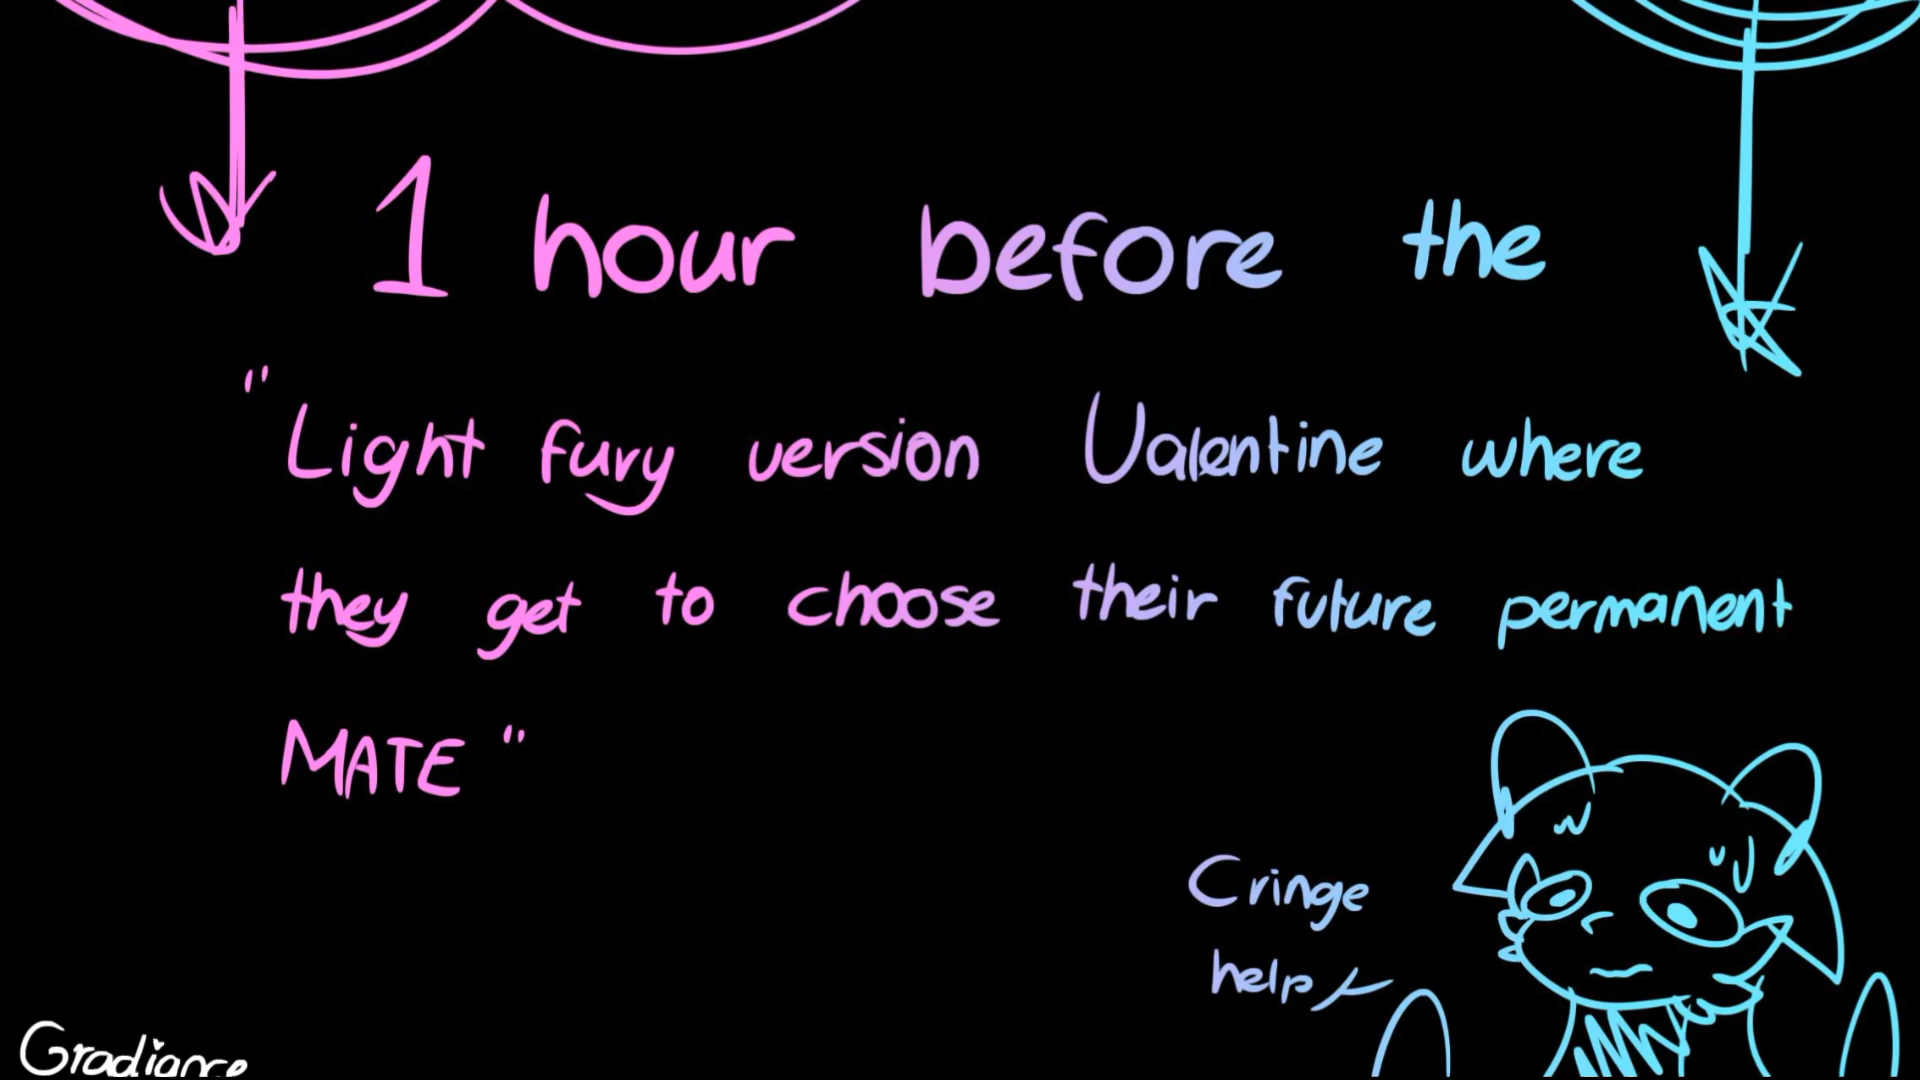 1 hour before the
"Light fury version Valentine where
they get to choose their future permanent
MATE"
Cringe
help
Gradiance